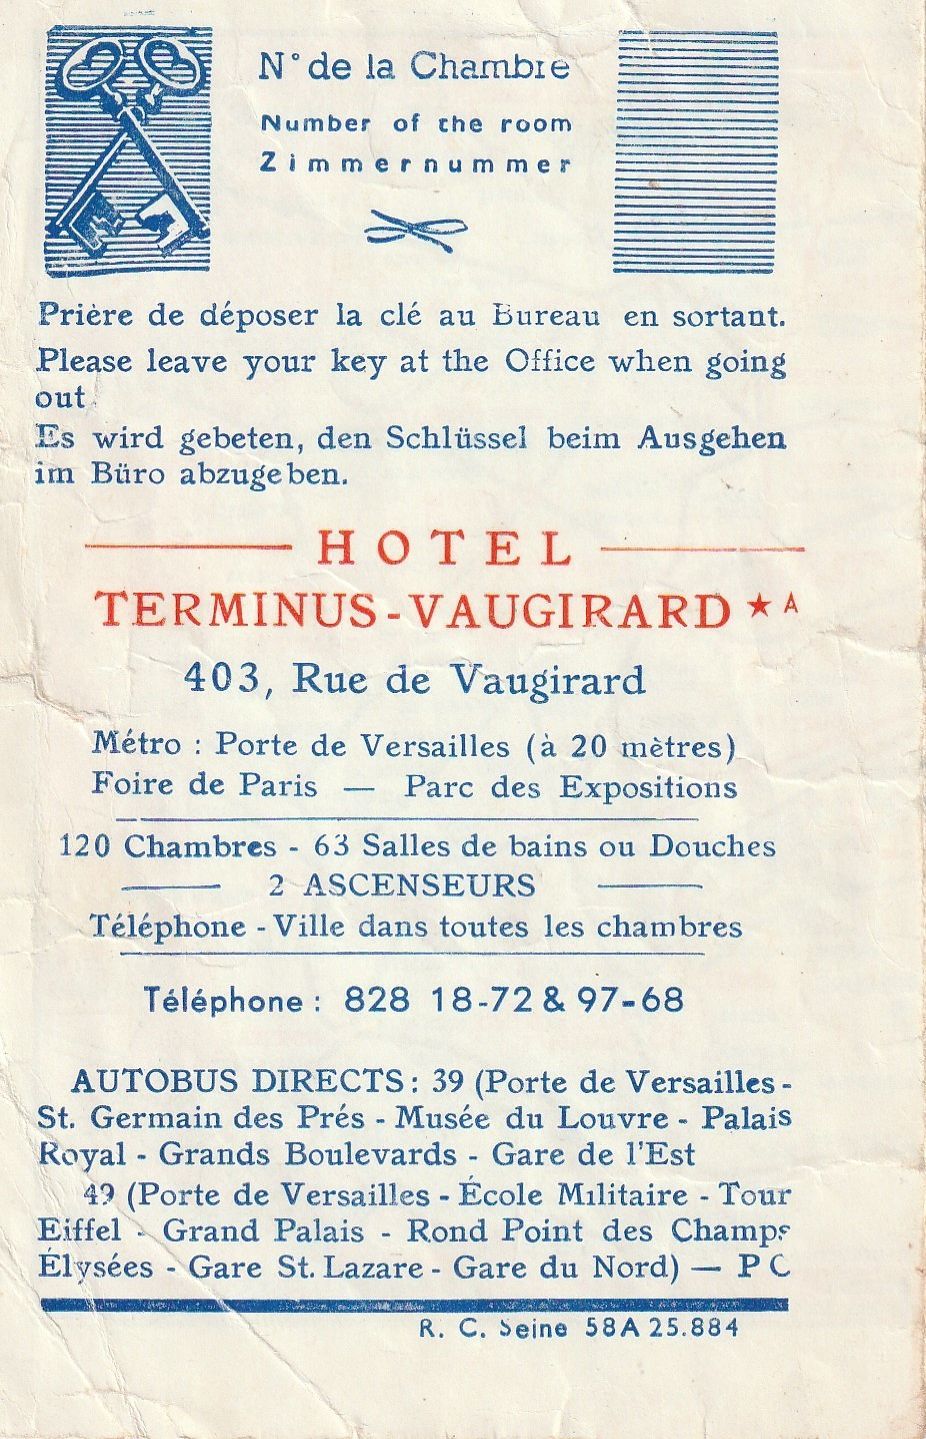 N° de la Chambre
Number of the room
Zimmernummer
Prière de déposer la clé au Bureau en sortant.
Please leave your key at the Office when going
out
Es wird gebeten, den Schlüssel beim Ausgehen
im Büro abzugeben.
HOTEL
TERMINUS-VAUGIRARD ★ A
403, Rue de Vaugirard
Métro : Porte de Versailles (à 20 mètres)
Foire de Paris — Parc des Expositions
120 Chambres - 63 Salles de bains ou Douches
2 ASCENSEURS
Téléphone - Ville dans toutes les chambres
Téléphone : 828 18-72 & 97-68
AUTOBUS DIRECTS : 39 (Porte de Versailles -
St. Germain des Prés - Musée du Louvre - Palais
Royal - Grands Boulevards - Gare de l'Est
49 (Porte de Versailles - École Militaire - Tour
Eiffel - Grand Palais - Rond Point des Champs
Élysées - Gare St. Lazare - Gare du Nord) — P C
R. C. Seine 58 A 25.884